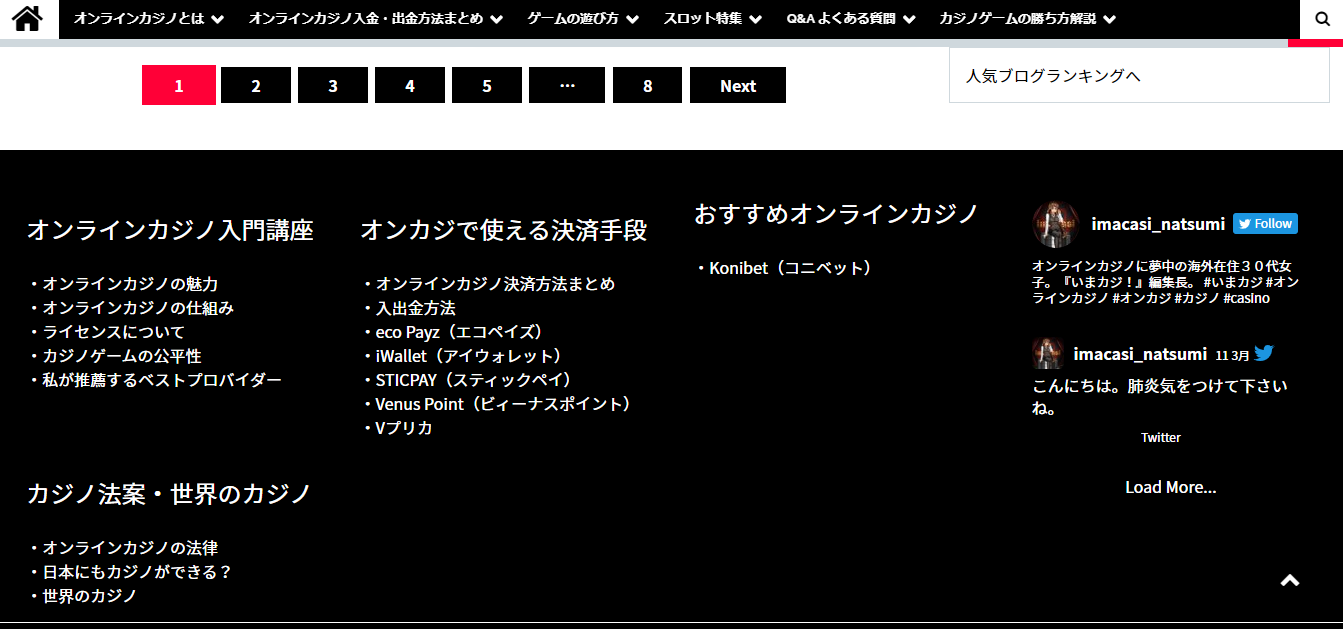 オンラインカジノとは オンラインカジノ入金・出金方法まとめ ゲームの遊び方 スロット特集 Q&A よくある質問 カジノゲームの勝ち方解説
人気ブログランキングへ
1 2 3 4 5 … 8 Next
オンラインカジノ入門講座
・オンラインカジノの魅力
・オンラインカジノの仕組み
・ライセンスについて
・カジノゲームの公平性
・私が推薦するベストプロバイダー
オンカジで使える決済手段
・オンラインカジノ決済方法まとめ
・入出金方法
・eco Payz（エコペイズ）
・iWallet（アイウォレット）
・STICPAY（スティックペイ）
・Venus Point（ビィーナスポイント）
・Vプリカ
おすすめオンラインカジノ
・Konibet（コニベット）
imacasi_natsumi Follow
オンラインカジノに夢中の海外在住３０代女
子。『いまカジ！』編集長。 #いまカジ #オン
ラインカジノ #オンカジ #カジノ #casino
imacasi_natsumi 11 3月
こんにちは。肺炎気をつけて下さい
ね。
Twitter
Load More...
カジノ法案・世界のカジノ
・オンラインカジノの法律
・日本にもカジノができる？
・世界のカジノ